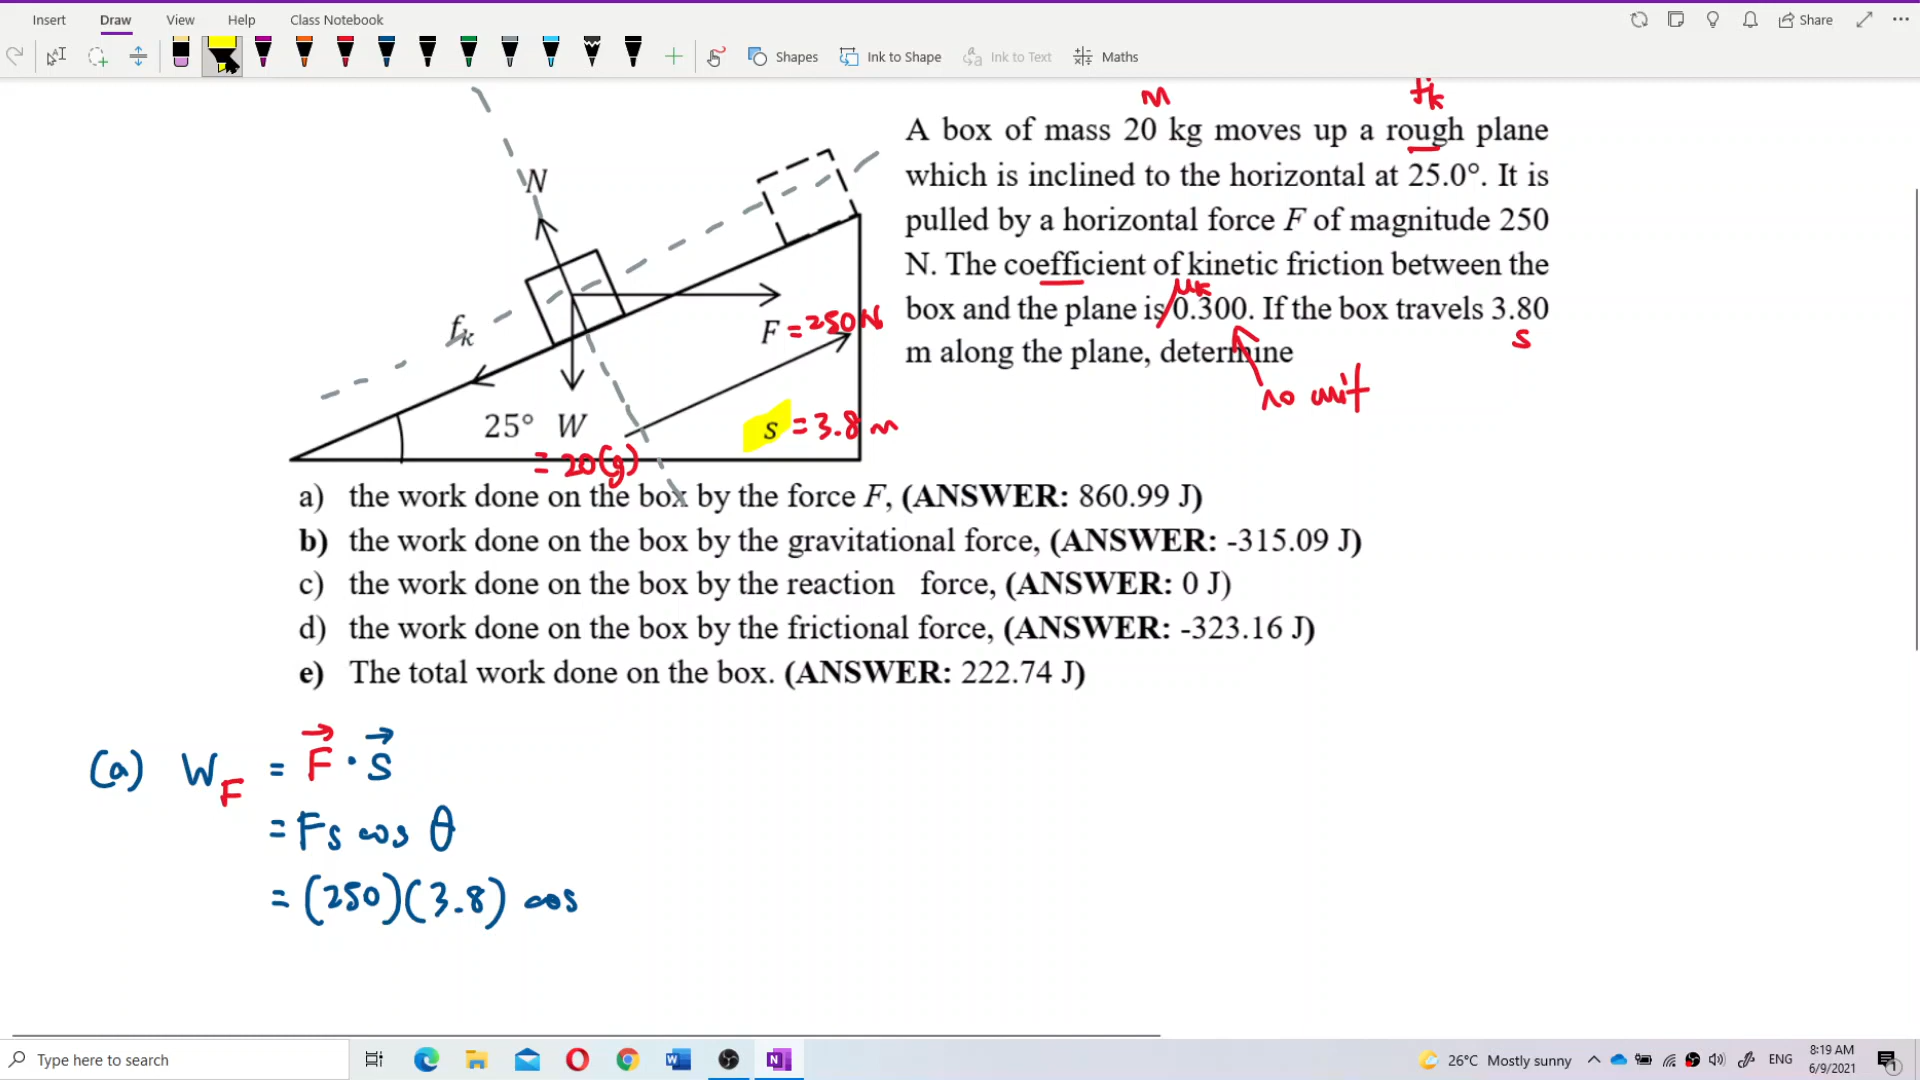 Insert Draw View Help Class Notebook Share
Shapes Ink to Shape Ink to Text Maths
m
fk
A box of mass 20 kg moves up a rough plane
which is inclined to the horizontal at 25.0°. It is
pulled by a horizontal force F of magnitude 250
N. The coefficient of kinetic friction between the
μk
box and the plane is 0.300. If the box travels 3.80
s
m along the plane, determine
no unit
N
fk
F = 250 N
25° W
= 20(g)
s = 3.8 m
a) the work done on the box by the force F, (ANSWER: 860.99 J)
b) the work done on the box by the gravitational force, (ANSWER: -315.09 J)
c) the work done on the box by the reaction force, (ANSWER: 0 J)
d) the work done on the box by the frictional force, (ANSWER: -323.16 J)
e) The total work done on the box. (ANSWER: 222.74 J)
(a) WF = F · s
= Fs cos θ
= (250)(3.8) cos
Type here to search
26°C Mostly sunny
ENG
8:19 AM
6/9/2021
1